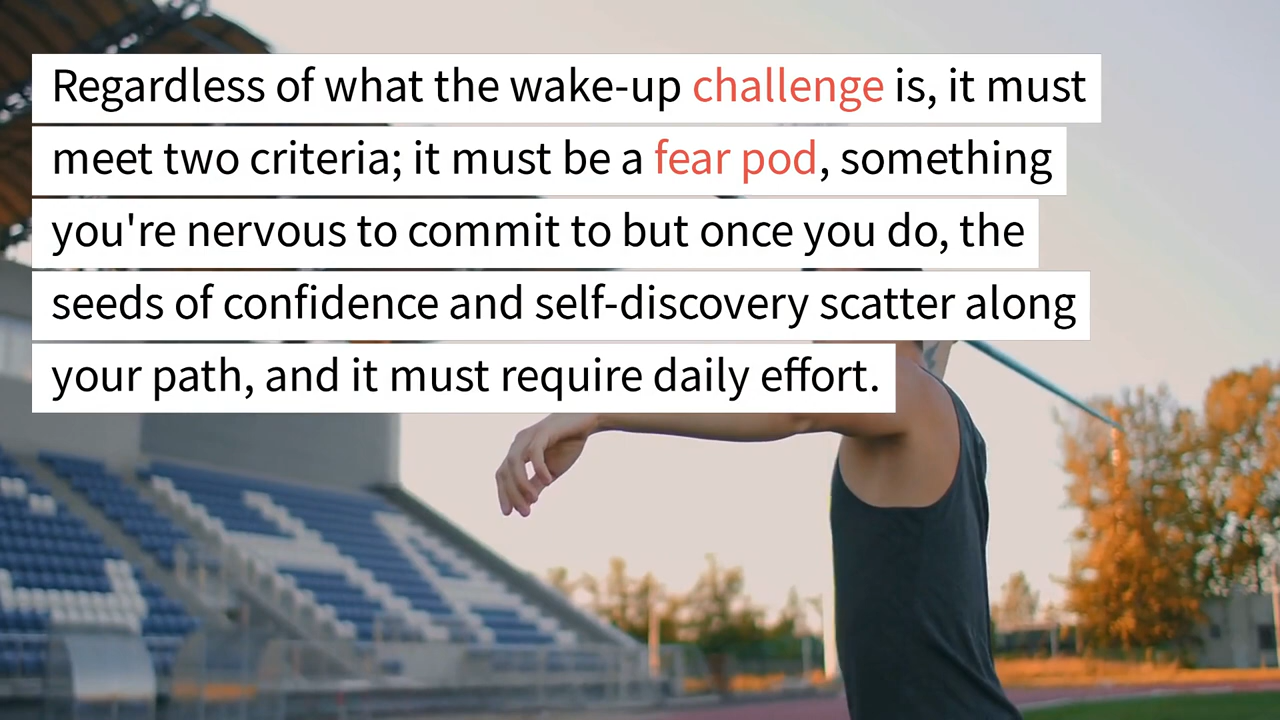 Regardless of what the wake-up challenge is, it must
meet two criteria; it must be a fear pod, something
you're nervous to commit to but once you do, the
seeds of confidence and self-discovery scatter along
your path, and it must require daily effort.